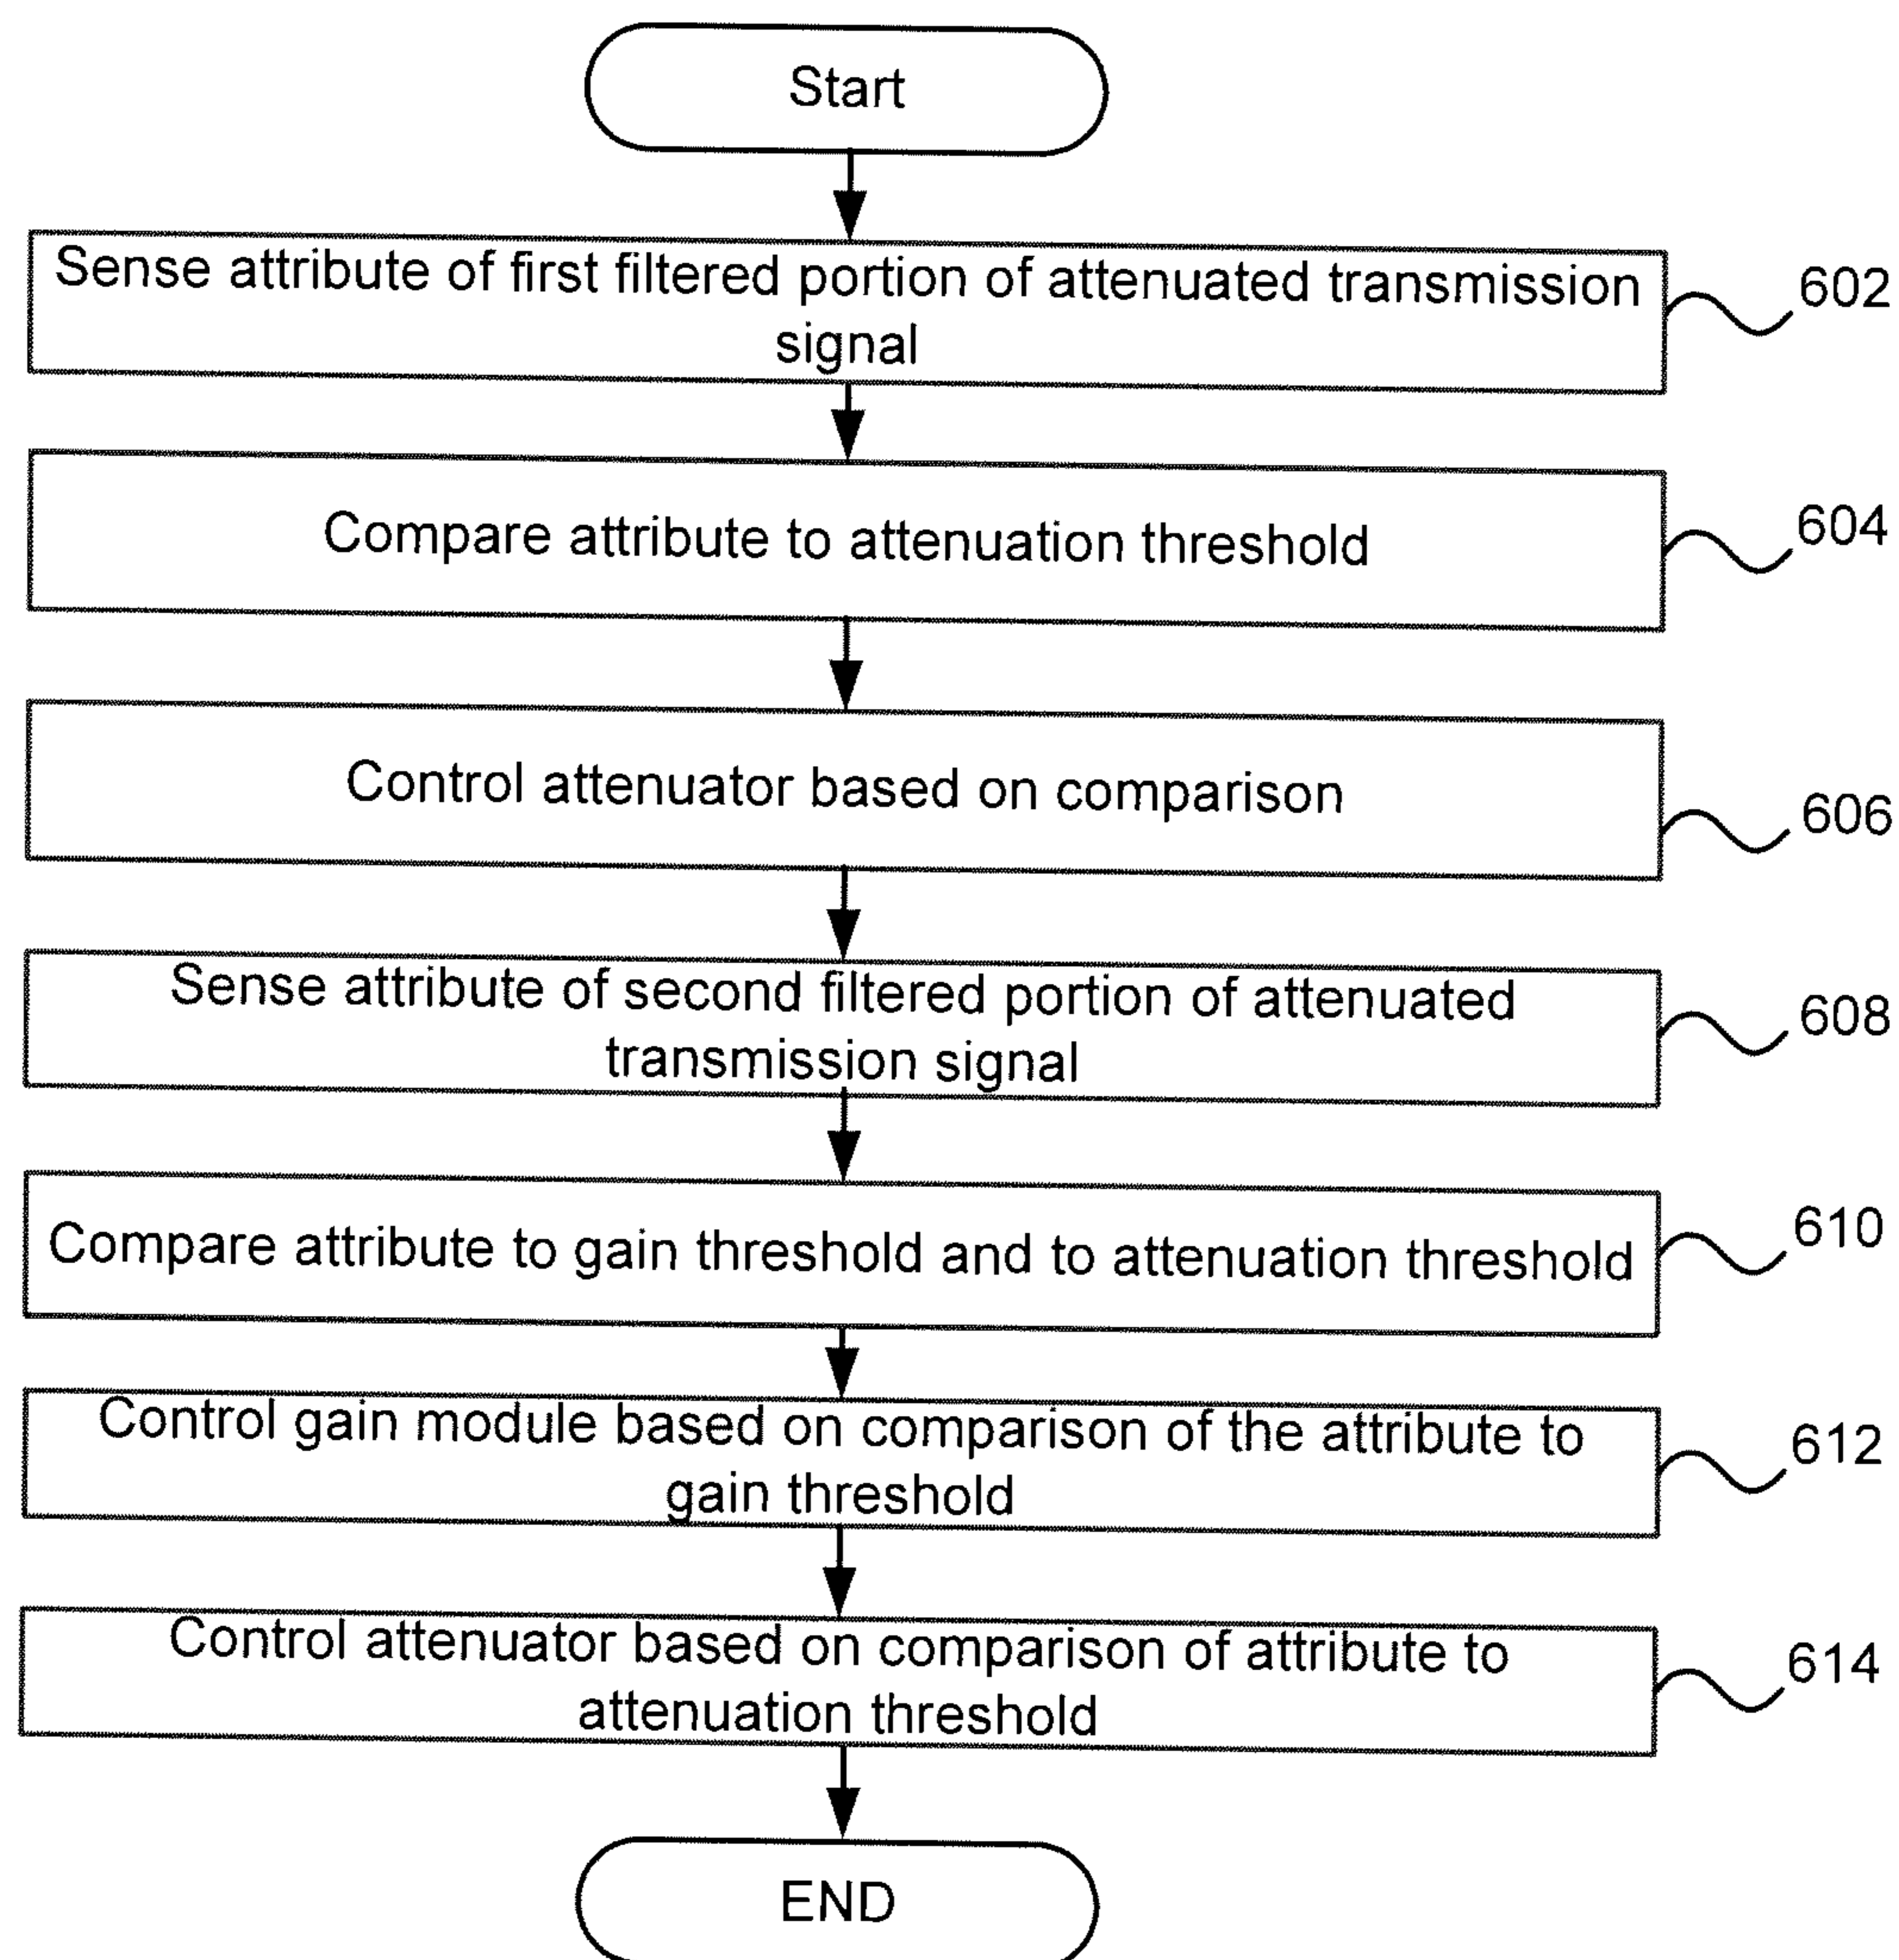 Start
Sense attribute of first filtered portion of attenuated transmission
signal
602
Compare attribute to attenuation threshold
604
Control attenuator based on comparison
606
Sense attribute of second filtered portion of attenuated
transmission signal
608
Compare attribute to gain threshold and to attenuation threshold
610
Control gain module based on comparison of the attribute to
gain threshold
612
Control attenuator based on comparison of attribute to
attenuation threshold
614
END